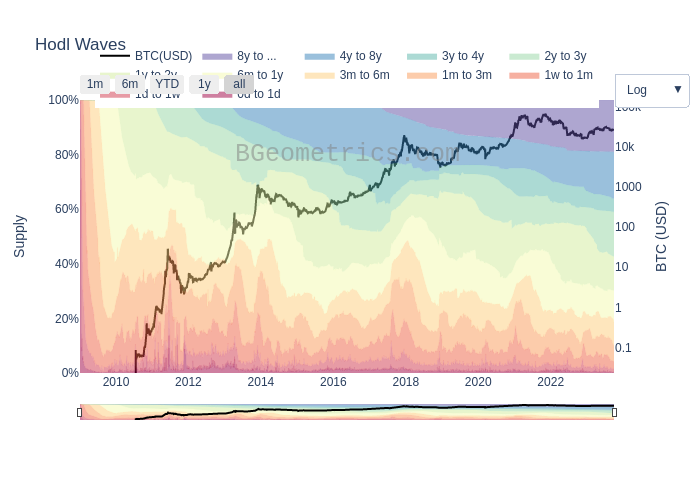 Hodl Waves
BTC(USD) 8y to ... 4y to 8y 3y to 4y 2y to 3y
1y to 2y 6m to 1y 3m to 6m 1m to 3m 1w to 1m
1d to 1w 0d to 1d
1m 6m YTD 1y all
Log ▼
100% 100k
80% 10k
60% 1000
40% 100
20% 10
0% 1
0.1
Supply
BTC (USD)
BGeometrics.com
2010 2012 2014 2016 2018 2020 2022